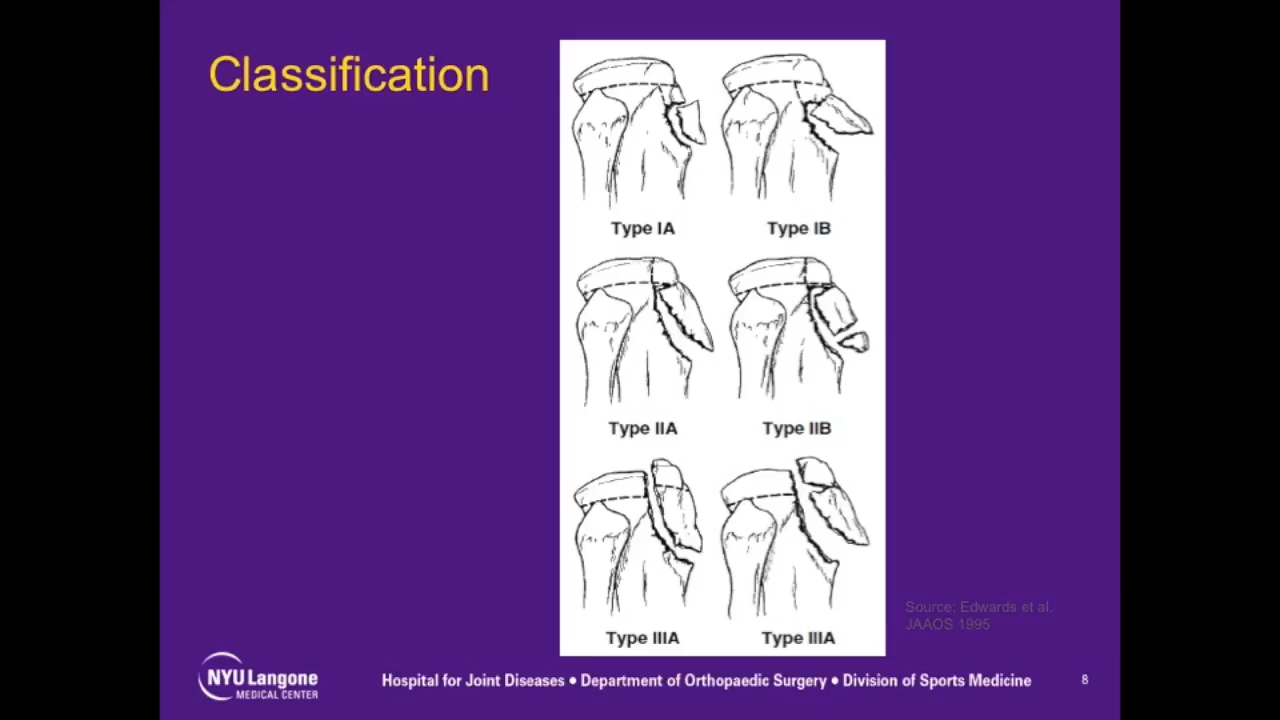 Classification
Type IA
Type IB
Type IIA
Type IIB
Type IIIA
Type IIIA
Source: Edwards et al.
JAAOS 1995
NYU Langone
MEDICAL CENTER
Hospital for Joint Diseases • Department of Orthopaedic Surgery • Division of Sports Medicine
8